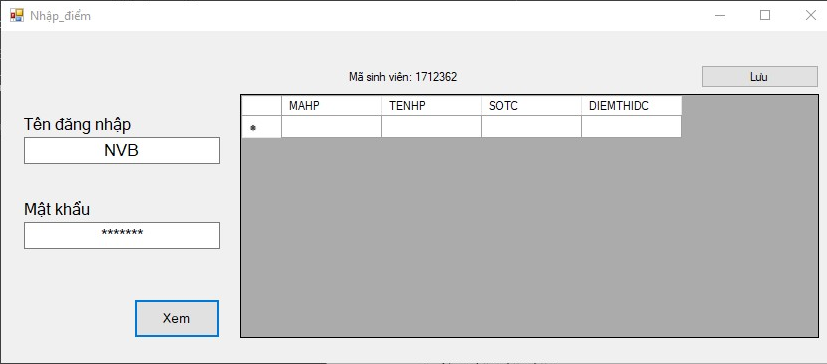 Nhập_điểm
Mã sinh viên: 1712362
Lưu
MAHP TENHP SOTC DIEMTHIDC
*
Tên đăng nhập
NVB
Mật khẩu
*******
Xem